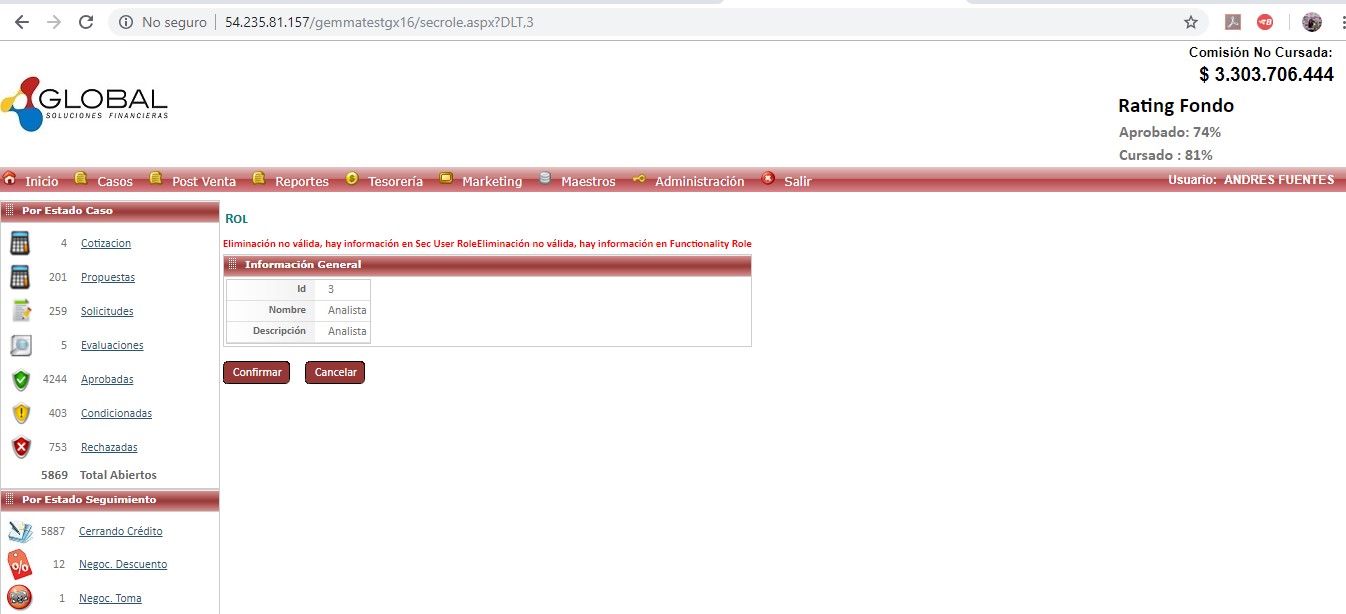 No seguro | 54.235.81.157/gemmatestgx16/secrole.aspx?DLT,3
Comisión No Cursada:
$ 3.303.706.444
GLOBAL
SOLUCIONES FINANCIERAS
Rating Fondo
Aprobado: 74%
Cursado : 81%
Inicio Casos Post Venta Reportes Tesorería Marketing Maestros Administración Salir Usuario: ANDRES FUENTES
Por Estado Caso
4 Cotizacion
201 Propuestas
259 Solicitudes
5 Evaluaciones
4244 Aprobadas
403 Condicionadas
753 Rechazadas
5869 Total Abiertos
Por Estado Seguimiento
5887 Cerrando Crédito
12 Negoc. Descuento
1 Negoc. Toma
ROL
Eliminación no válida, hay información en Sec User RoleEliminación no válida, hay información en Functionality Role
Información General
Id 3
Nombre Analista
Descripción Analista
Confirmar Cancelar